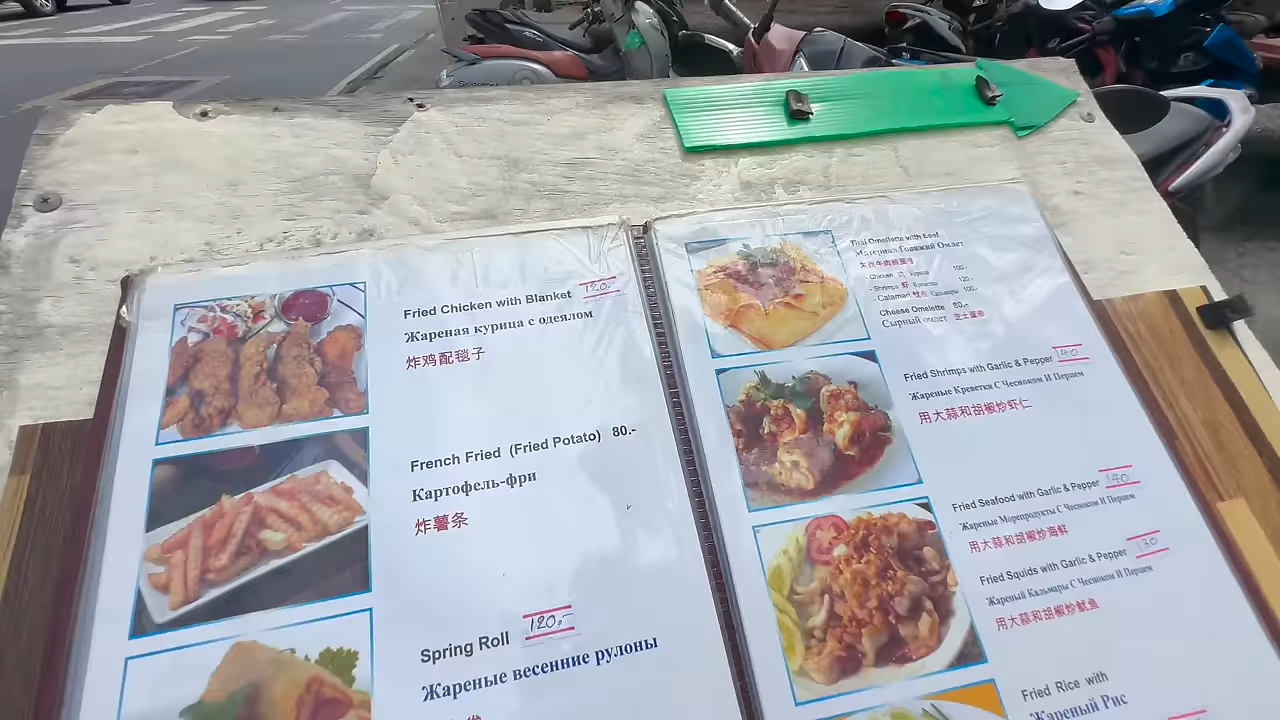 Fried Chicken with Blanket 120.-
Жареная курица с одеялом
炸鸡配毯子
French Fried (Fried Potato) 80.-
Картофель-фри
炸薯条
Spring Roll 120.-
Жареные весенние рулоны
Thai Omelette with beef
Материал Говяжий Омлет
- Chicken 鸡 Курица 100.-
- Shrimps 虾 Креветки 120.-
- Calamari 鱿鱼 Кальмары 100.-
Cheese Omelette 80.-
Сырный омлет 芝士蛋卷
Fried Shrimps with Garlic & Pepper 140
Жареные Креветки С Чесноком И Перцем
用大蒜和胡椒炒虾仁
Fried Seafood with Garlic & Pepper 140
Жареные Морепродукты С Чесноком И Перцем
用大蒜和胡椒炒海鲜
Fried Squids with Garlic & Pepper 130
Жареный Кальмары С Чесноком И Перцем
用大蒜和胡椒炒鱿鱼
Fried Rice with
Жареный Рис